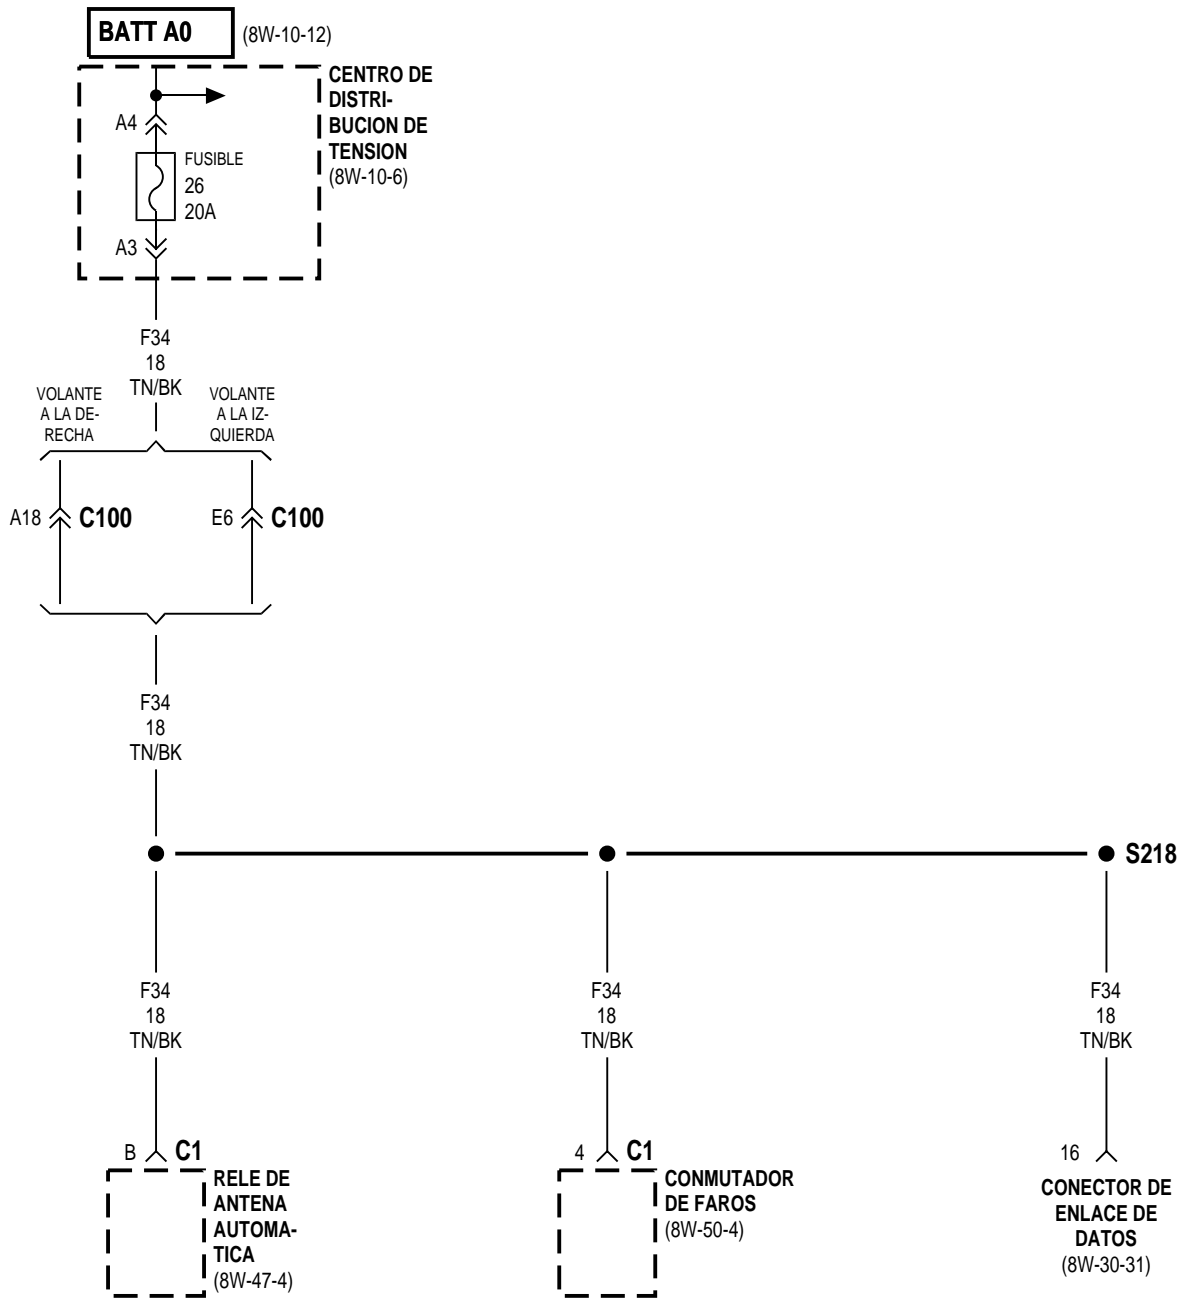 BATT A0 (8W-10-12)
CENTRO DE
DISTRI-
BUCION DE
TENSION
(8W-10-6)
A4
FUSIBLE
26
20A
A3
F34
18
TN/BK
VOLANTE
A LA DE-
RECHA
VOLANTE
A LA IZ-
QUIERDA
A18 C100
E6 C100
F34
18
TN/BK
S218
F34
18
TN/BK
F34
18
TN/BK
F34
18
TN/BK
B C1
RELE DE
ANTENA
AUTOMA-
TICA
(8W-47-4)
4 C1
CONMUTADOR
DE FAROS
(8W-50-4)
16
CONECTOR DE
ENLACE DE
DATOS
(8W-30-31)